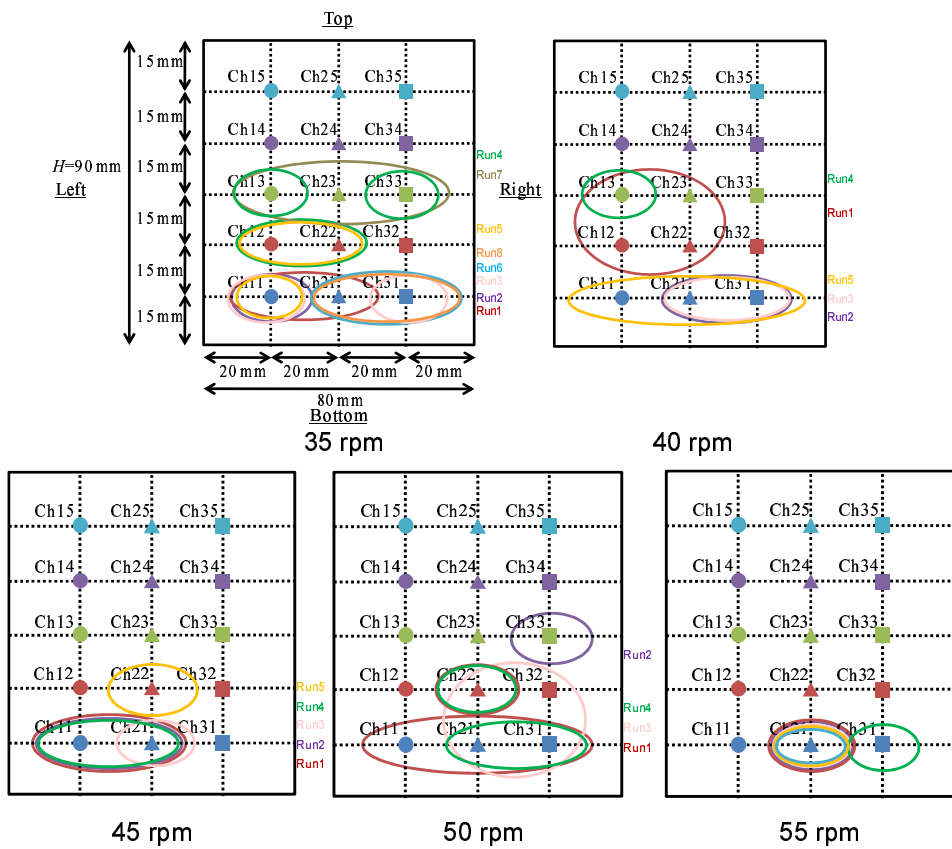 Top
15 mm
Ch15 Ch25 Ch35
Ch15 Ch25 Ch35
15 mm
Ch14 Ch24 Ch34
Ch14 Ch24 Ch34
H=90 mm
15 mm
Run4
Left
Ch13 Ch23 Ch33
Run7
Right
Ch13 Ch23 Ch33
Run4
15 mm
Run5
Run1
Ch12 Ch22 Ch32
Ch12 Ch22 Ch32
Run8
15 mm
Run6
Ch11 Ch21 Ch31
Run3
Ch11 Ch21 Ch31
Run5
15 mm
Run2
Run3
Run1
Run2
20 mm 20 mm 20 mm 20 mm
80 mm
Bottom
35 rpm
40 rpm
Ch15 Ch25 Ch35
Ch15 Ch25 Ch35
Ch15 Ch25 Ch35
Ch14 Ch24 Ch34
Ch14 Ch24 Ch34
Ch14 Ch24 Ch34
Ch13 Ch23 Ch33
Ch13 Ch23 Ch33
Ch13 Ch23 Ch33
Run2
Ch12 Ch22 Ch32
Ch12 Ch22 Ch32
Ch12 Ch22 Ch32
Run5
Run4
Run4
Ch11 Ch21 Ch31
Run3
Ch11 Ch21 Ch31
Run3
Ch11 Ch21 Ch31
Run2
Run1
Run1
45 rpm
50 rpm
55 rpm